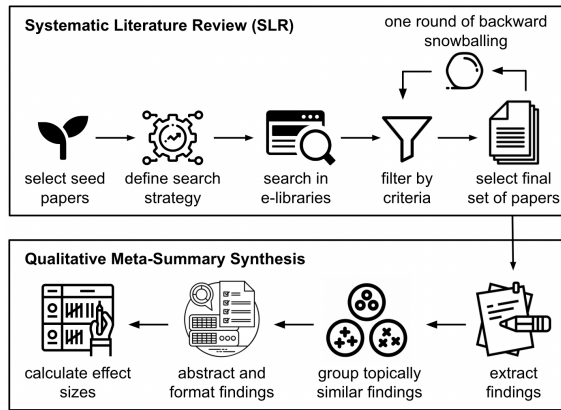 Systematic Literature Review (SLR)
one round of backward
snowballing
select seed
papers
define search
strategy
search in
e-libraries
filter by
criteria
select final
set of papers
Qualitative Meta-Summary Synthesis
calculate effect
sizes
abstract and
format findings
group topically
similar findings
extract
findings